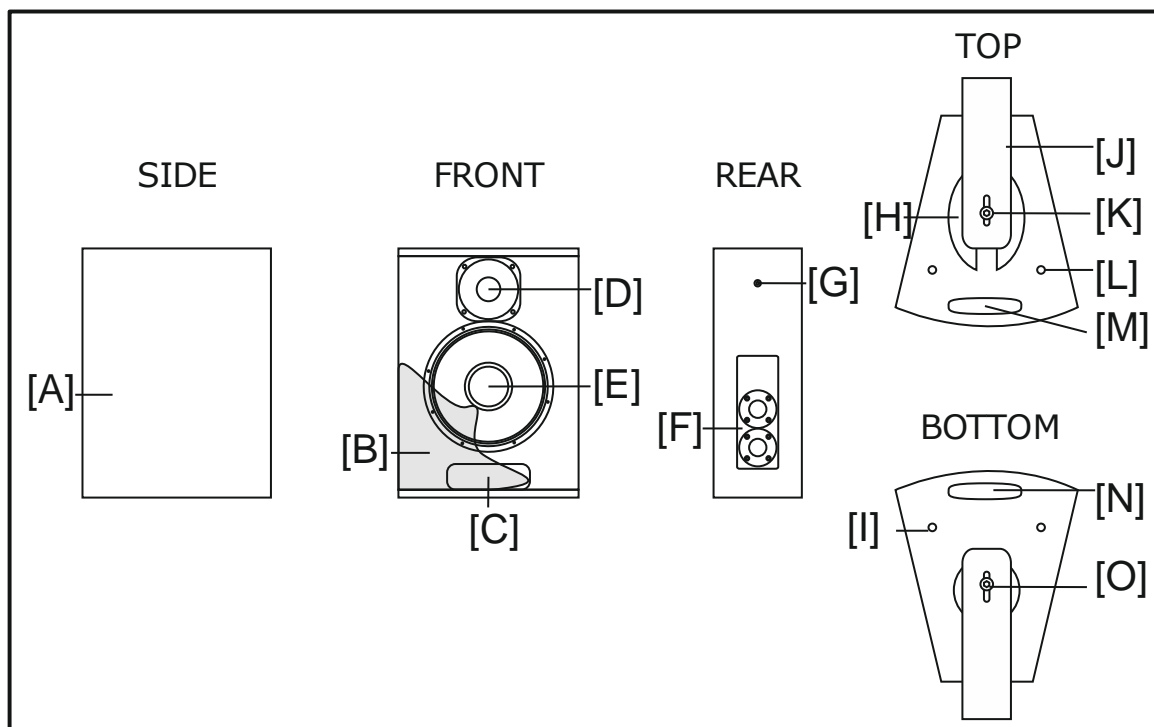 TOP
SIDE
FRONT
REAR
[J]
[H]
[K]
[G]
[L]
[D]
[M]
[A]
[E]
[F]
BOTTOM
[B]
[N]
[C]
[I]
[O]